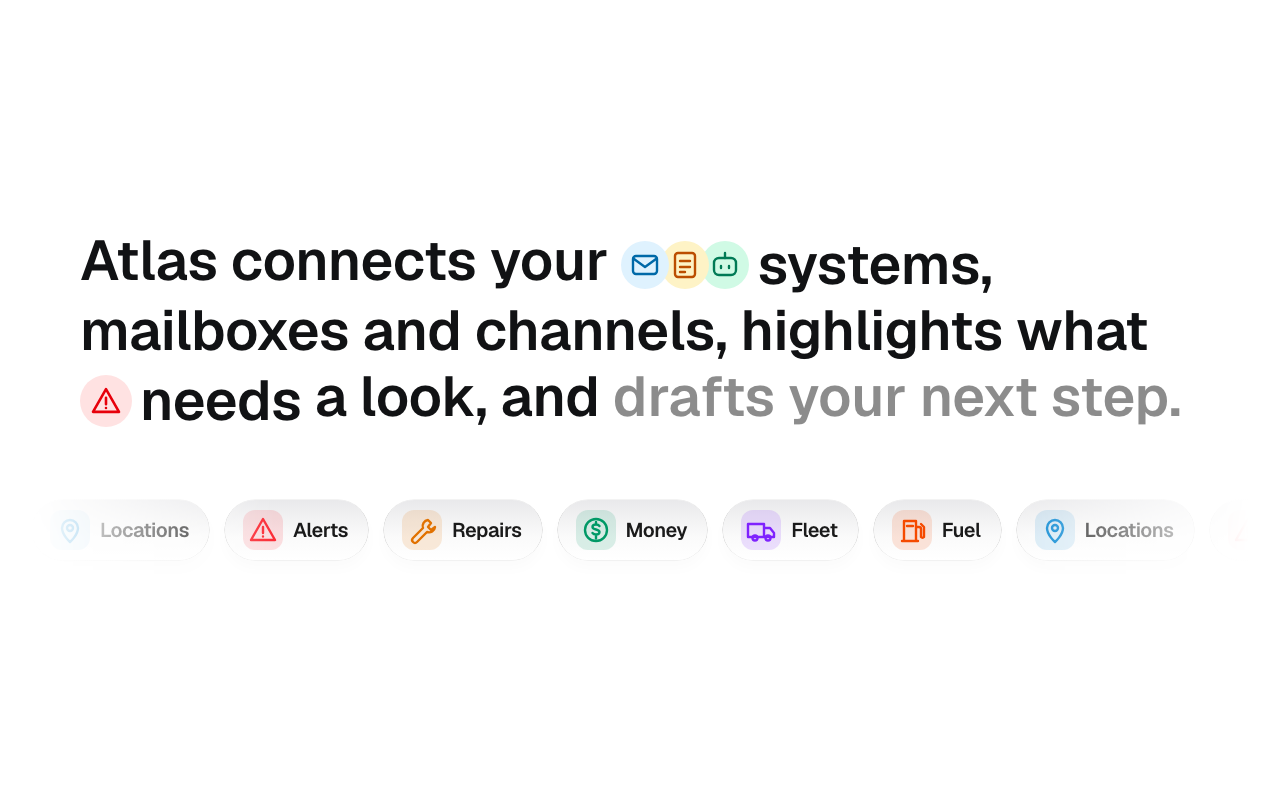 Atlas connects your systems,
mailboxes and channels, highlights what
needs a look, and drafts your next step.
Locations Alerts Repairs Money Fleet Fuel Locations